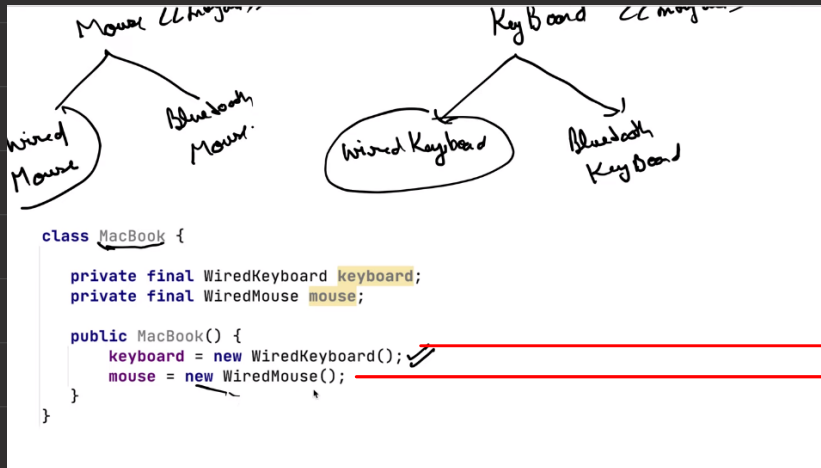 Mouse
KeyBoard
Wired
Mouse
Bluetooth
Mouse.
Wired Keyboard
Bluetooth
KeyBoard
class MacBook {
private final WiredKeyboard keyboard;
private final WiredMouse mouse;
public MacBook() {
keyboard = new WiredKeyboard();
mouse = new WiredMouse();
}
}